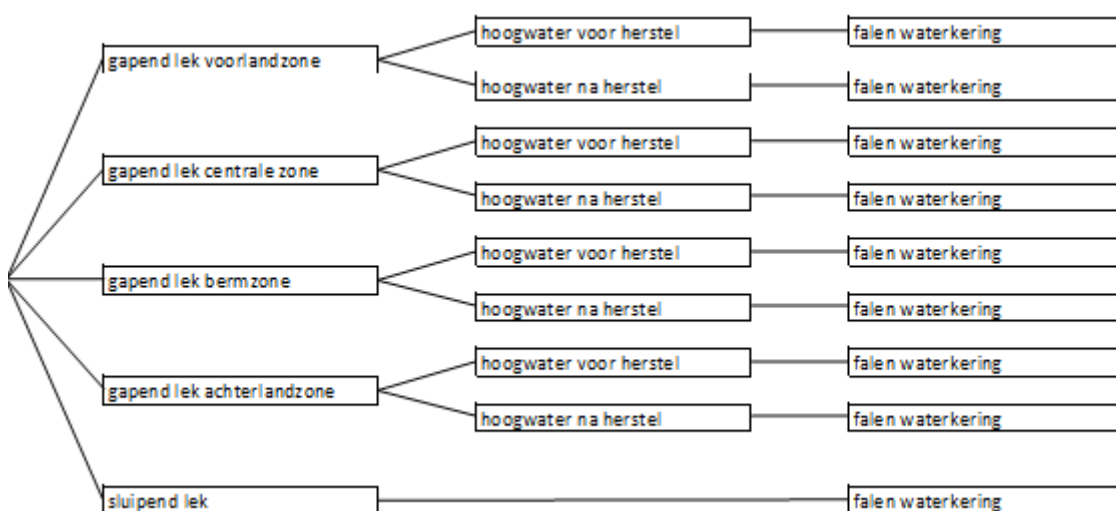 hoogwater voor herstel
falen waterkering
gapend lek voorlandzone
hoogwater na herstel
falen waterkering
hoogwater voor herstel
falen waterkering
gapend lek centrale zone
hoogwater na herstel
falen waterkering
hoogwater voor herstel
falen waterkering
gapend lek bermzone
hoogwater na herstel
falen waterkering
hoogwater voor herstel
falen waterkering
gapend lek achterlandzone
hoogwater na herstel
falen waterkering
sluipend lek
falen waterkering